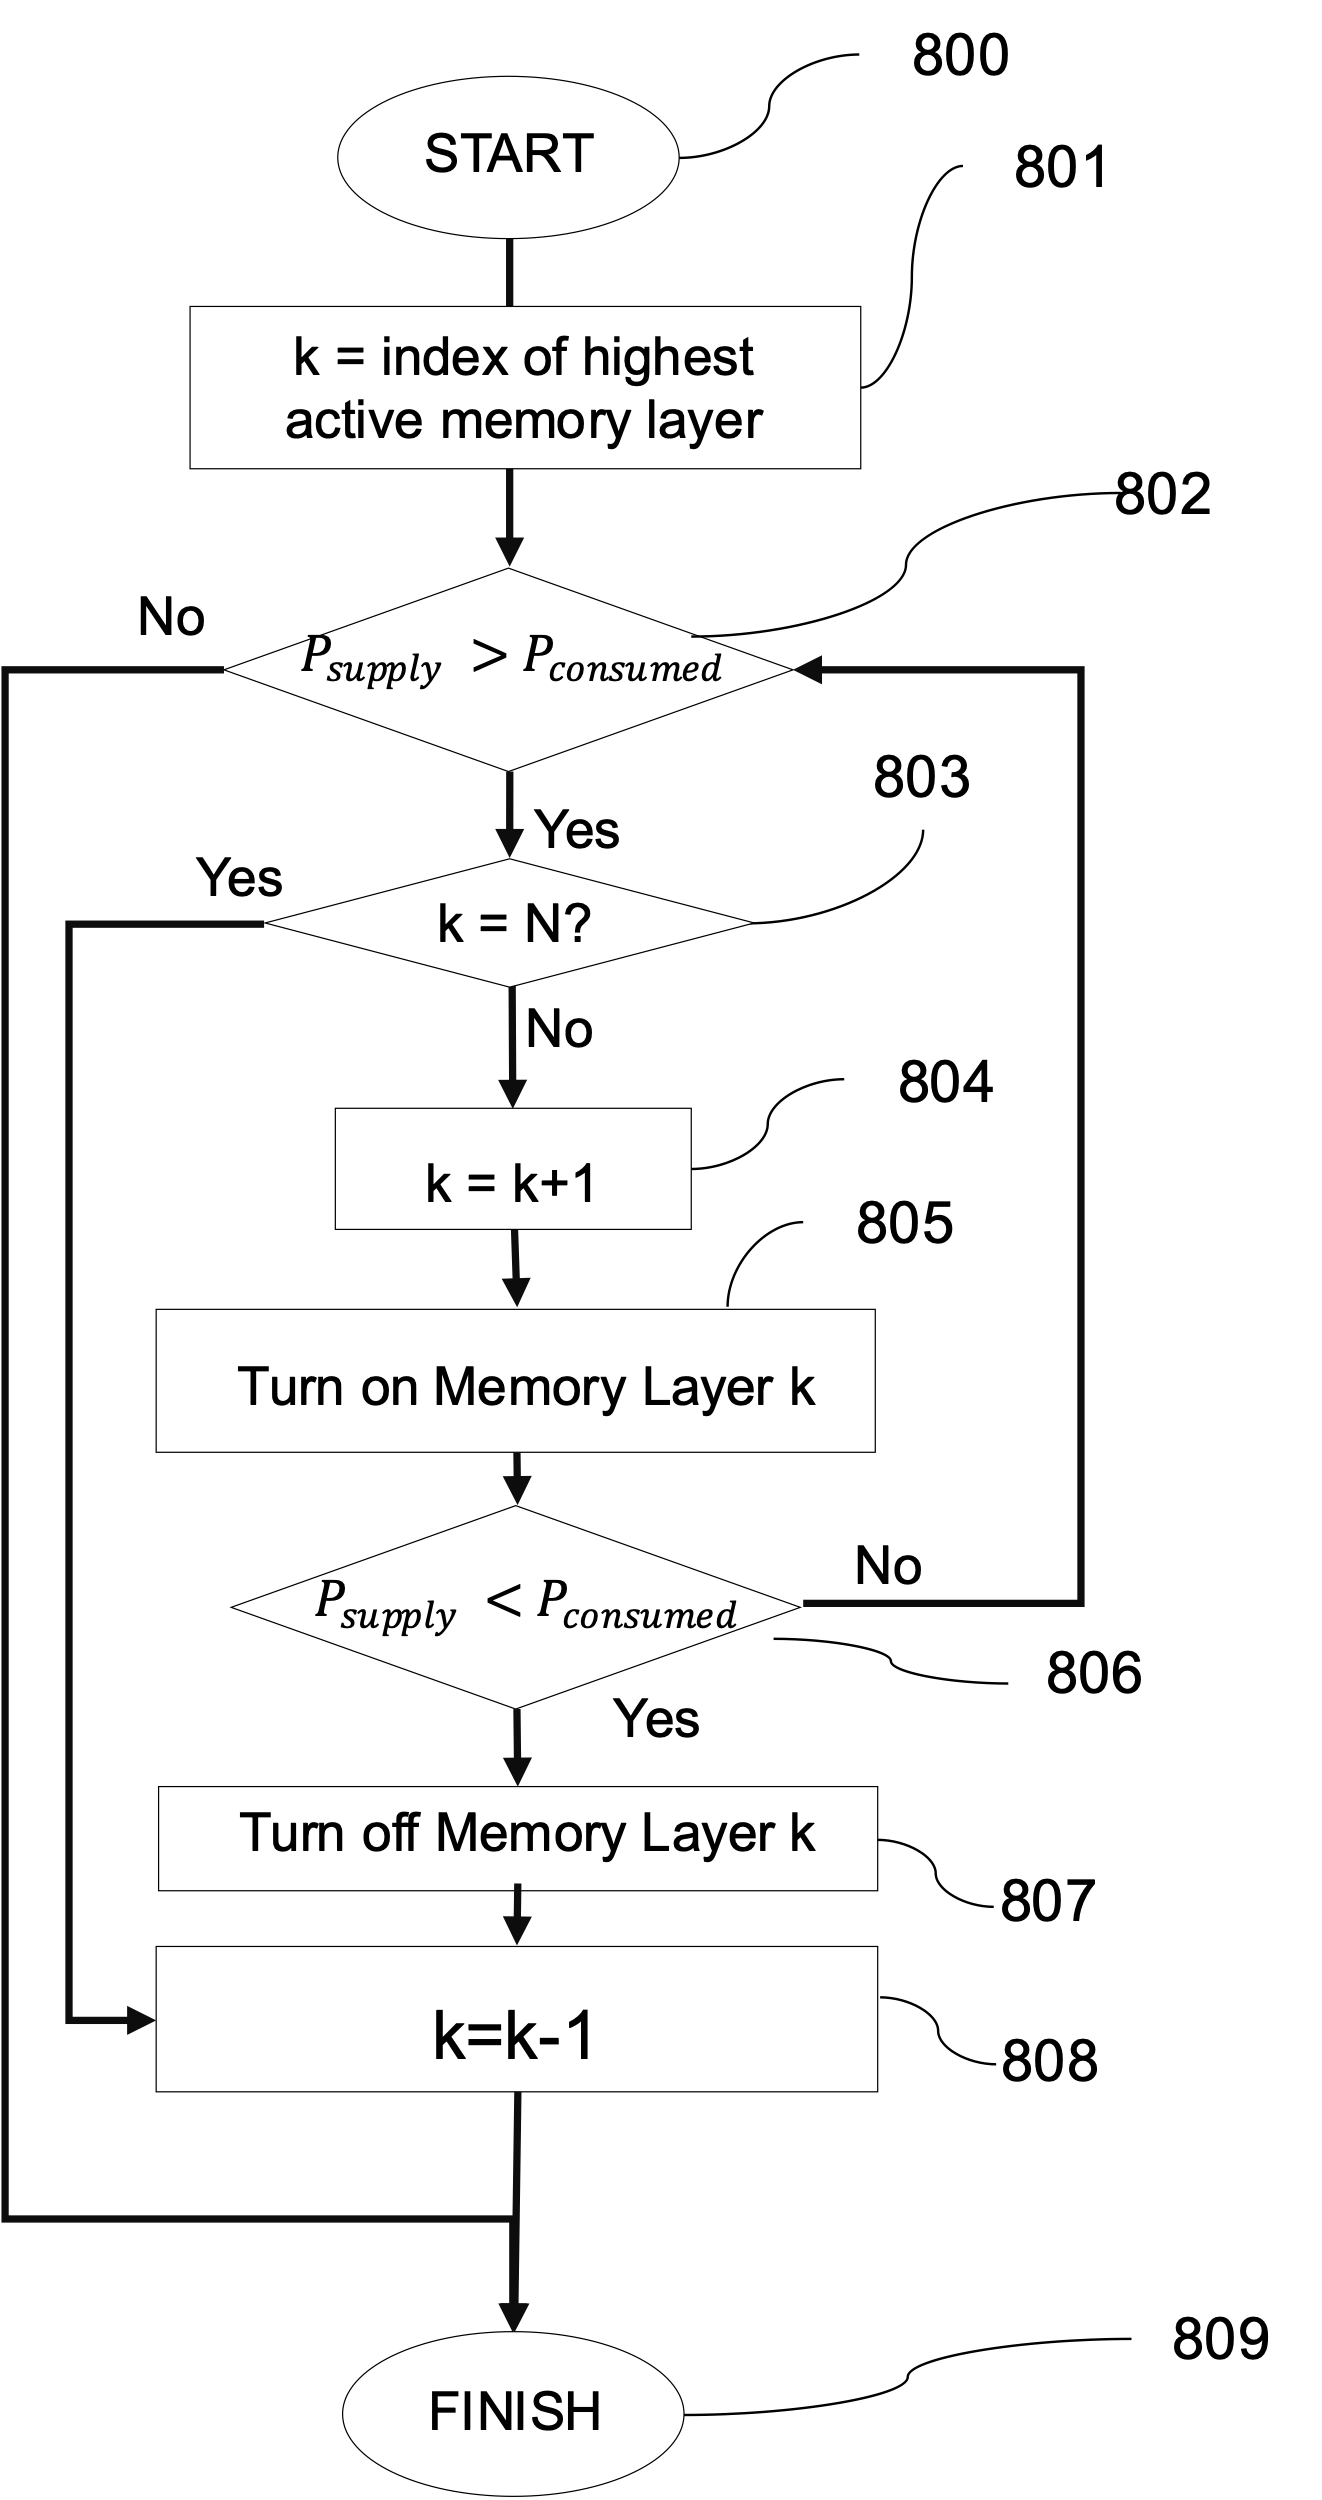 800
START
801
k = index of highest
active memory layer
802
No
P_supply > P_consumed
803
Yes
Yes
k = N?
No
804
k = k+1
805
Turn on Memory Layer k
P_supply < P_consumed
No
806
Yes
Turn off Memory Layer k
807
k=k-1
808
809
FINISH